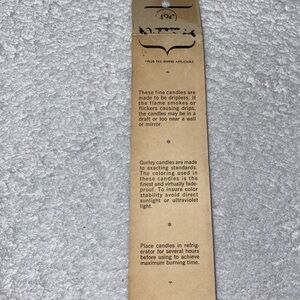 49¢
*PLUS TAX WHERE APPLICABLE
These fine candles are
made to be dripless. If
the flame smokes or
flickers causing drips,
the candles may be in a
draft or too near a wall
or mirror.
Gurley candles are made
to exacting standards.
The coloring used in
these candles is the
finest and virtually fade
proof. To insure color
stability avoid direct
sunlight or ultraviolet
light.
Place candles in refrig-
erator for several hours
before using to achieve
maximum burning time.